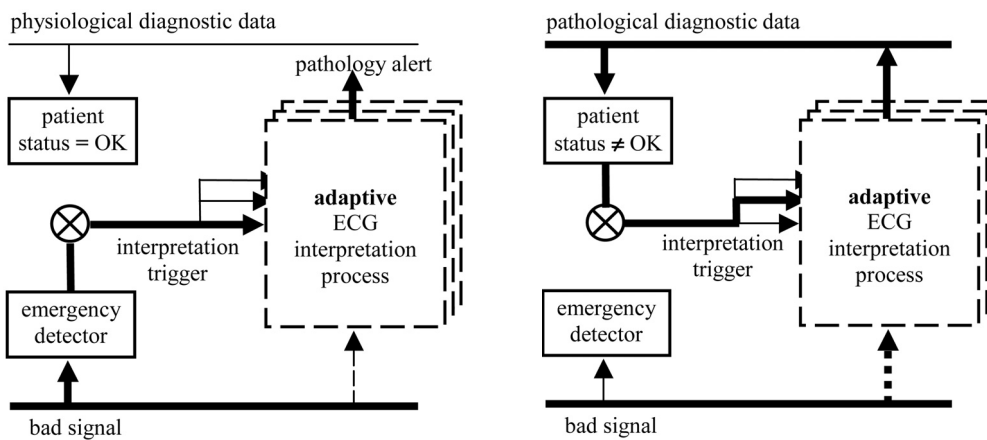 physiological diagnostic data
pathology alert
patient
status = OK
adaptive
ECG
interpretation
process
interpretation
trigger
emergency
detector
bad signal
pathological diagnostic data
patient
status ≠ OK
adaptive
ECG
interpretation
process
interpretation
trigger
emergency
detector
bad signal